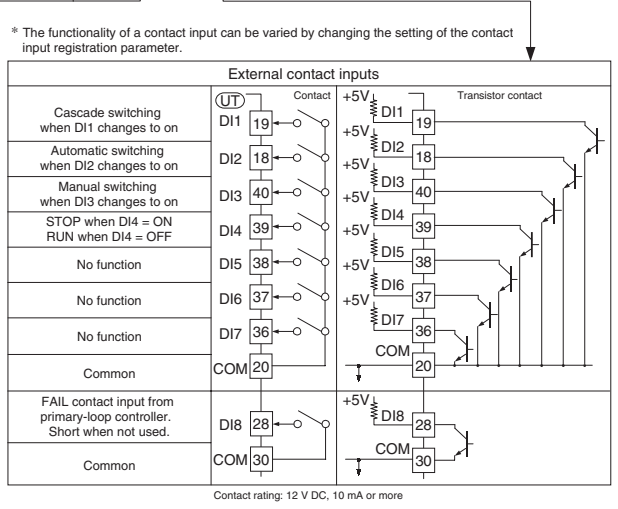 * The functionality of a contact input can be varied by changing the setting of the contact
input registration parameter.
External contact inputs
UT
Contact
Transistor contact
Cascade switching
when DI1 changes to on
DI1 19
+5V DI1 19
Automatic switching
when DI2 changes to on
DI2 18
+5V DI2 18
Manual switching
when DI3 changes to on
DI3 40
+5V DI3 40
STOP when DI4 = ON
RUN when DI4 = OFF
DI4 39
+5V DI4 39
No function
DI5 38
+5V DI5 38
No function
DI6 37
+5V DI6 37
No function
DI7 36
+5V DI7 36
Common
COM 20
COM 20
FAIL contact input from
primary-loop controller.
Short when not used.
DI8 28
+5V DI8 28
Common
COM 30
COM 30
Contact rating: 12 V DC, 10 mA or more